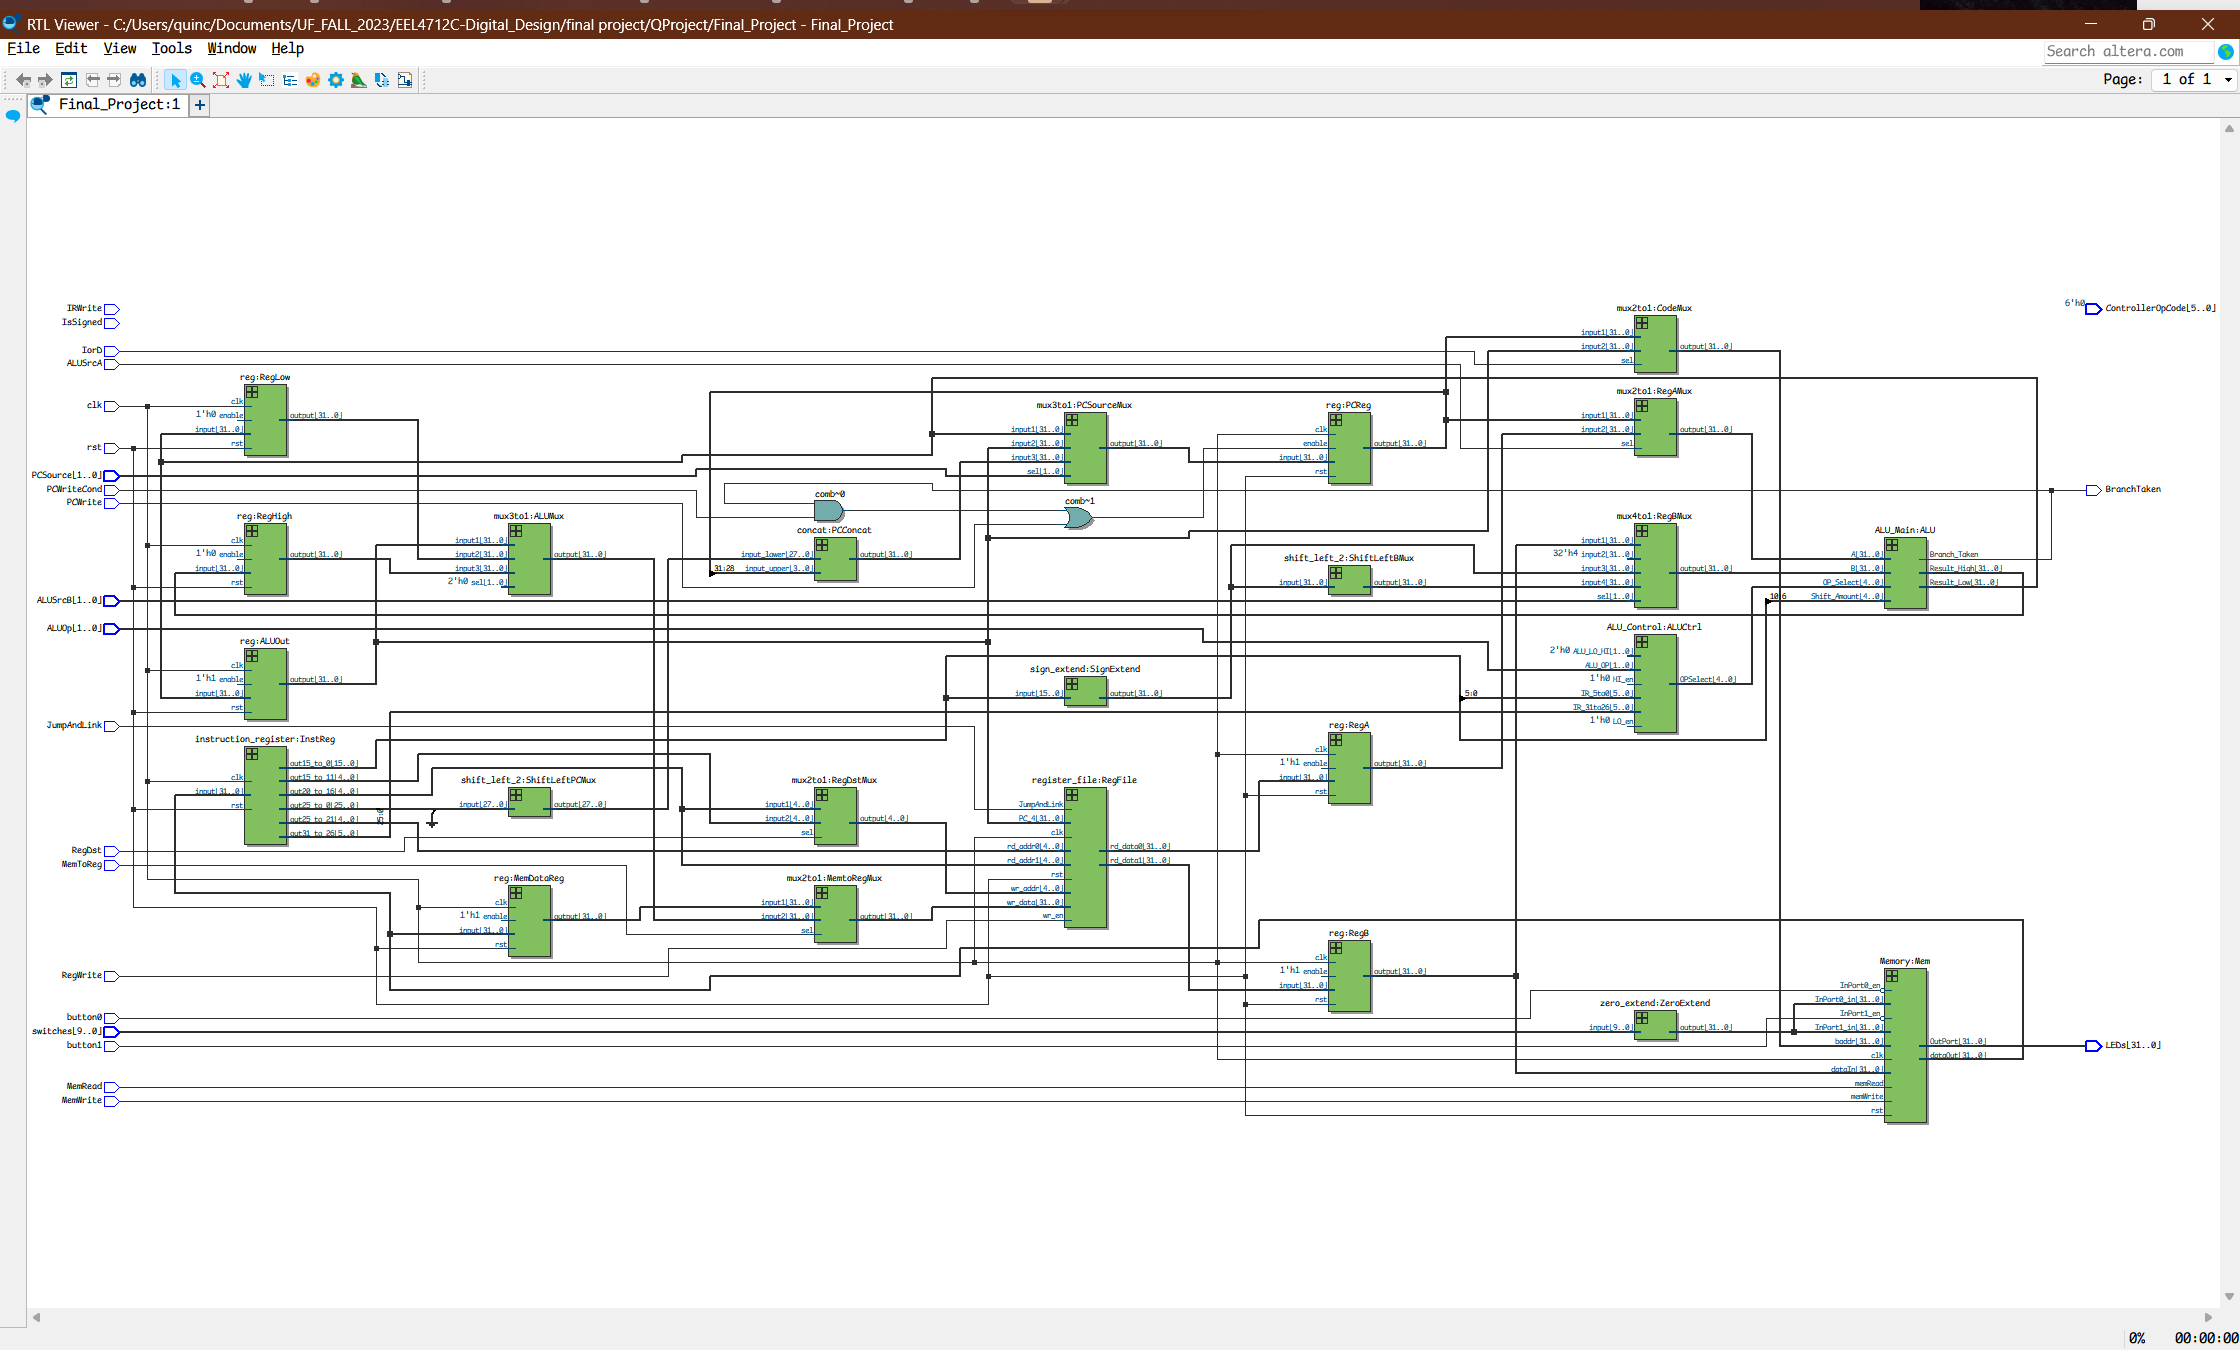 RTL Viewer - C:/Users/quinc/Documents/UF_FALL_2023/EEL4712C-Digital_Design/final project/QProject/Final_Project - Final_Project
File Edit View Tools Window Help
Search altera.com
Page: 1 of 1
Final_Project:1
IRWrite
IsSigned
IorD
ALUSrcA
clk
rst
PCSource[1..0]
PCWriteCond
PCWrite
ALUSrcB[1..0]
ALUOp[1..0]
JumpAndLink
RegDst
MemToReg
RegWrite
button0
switches[9..0]
button1
MemRead
MemWrite
reg:RegLow
clk
1'h0 enable
input[31..0]
rst
output[31..0]
reg:RegHigh
clk
1'h0 enable
input[31..0]
rst
output[31..0]
reg:ALUOut
clk
1'h1 enable
input[31..0]
rst
output[31..0]
instruction_register:InstReg
clk
input[31..0]
rst
out15_to_0[15..0]
out15_to_11[4..0]
out20_to_16[4..0]
out25_to_0[25..0]
out25_to_21[4..0]
out31_to_26[5..0]
25:0
mux3to1:ALUMux
input1[31..0]
input2[31..0]
input3[31..0]
2'h0 sel[1..0]
output[31..0]
shift_left_2:ShiftLeftPCMux
input[27..0]
output[27..0]
reg:MemDataReg
clk
1'h1 enable
input[31..0]
rst
output[31..0]
comb~0
concat:PCConcat
input_lower[27..0]
31:28 input_upper[3..0]
output[31..0]
mux2to1:RegDstMux
input1[4..0]
input2[4..0]
sel
output[4..0]
mux2to1:MemtoRegMux
input1[31..0]
input2[31..0]
sel
output[31..0]
mux3to1:PCSourceMux
input1[31..0]
input2[31..0]
input3[31..0]
sel[1..0]
output[31..0]
comb~1
sign_extend:SignExtend
input[15..0]
output[31..0]
register_file:RegFile
JumpAndLink
PC_4[31..0]
clk
rd_addr0[4..0]
rd_addr1[4..0]
rst
wr_addr[4..0]
wr_data[31..0]
wr_en
rd_data0[31..0]
rd_data1[31..0]
reg:PCReg
clk
enable
input[31..0]
rst
output[31..0]
shift_left_2:ShiftLeftBMux
input[31..0]
output[31..0]
reg:RegA
clk
1'h1 enable
input[31..0]
rst
output[31..0]
reg:RegB
clk
1'h1 enable
input[31..0]
rst
output[31..0]
mux2to1:CodeMux
input1[31..0]
input2[31..0]
sel
output[31..0]
mux2to1:RegAMux
input1[31..0]
input2[31..0]
sel
output[31..0]
mux4to1:RegBMux
input1[31..0]
32'h4 input2[31..0]
input3[31..0]
input4[31..0]
sel[1..0]
output[31..0]
ALU_Control:ALUCtrl
2'h0 ALU_LO_HI[1..0]
ALU_OP[1..0]
1'h0 HI_en
5:0
IR_5to0[5..0]
IR_31to26[5..0]
1'h0 LO_en
OPSelect[4..0]
zero_extend:ZeroExtend
input[9..0]
output[31..0]
ALU_Main:ALU
A[31..0]
B[31..0]
OP_Select[4..0]
10:6 Shift_Amount[4..0]
Branch_Taken
Result_High[31..0]
Result_Low[31..0]
Memory:Mem
InPort0_en
InPort0_in[31..0]
InPort1_en
InPort1_in[31..0]
baddr[31..0]
clk
dataIn[31..0]
memRead
memWrite
rst
OutPort[31..0]
dataOut[31..0]
6'h0
ControllerOpCode[5..0]
BranchTaken
LEDs[31..0]
0% 00:00:00